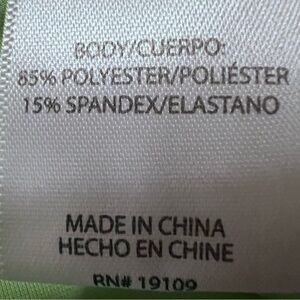 BODY/CUERPO:
85% POLYESTER/POLIÉSTER
15% SPANDEX/ELASTANO
MADE IN CHINA
HECHO EN CHINE
RN# 19109